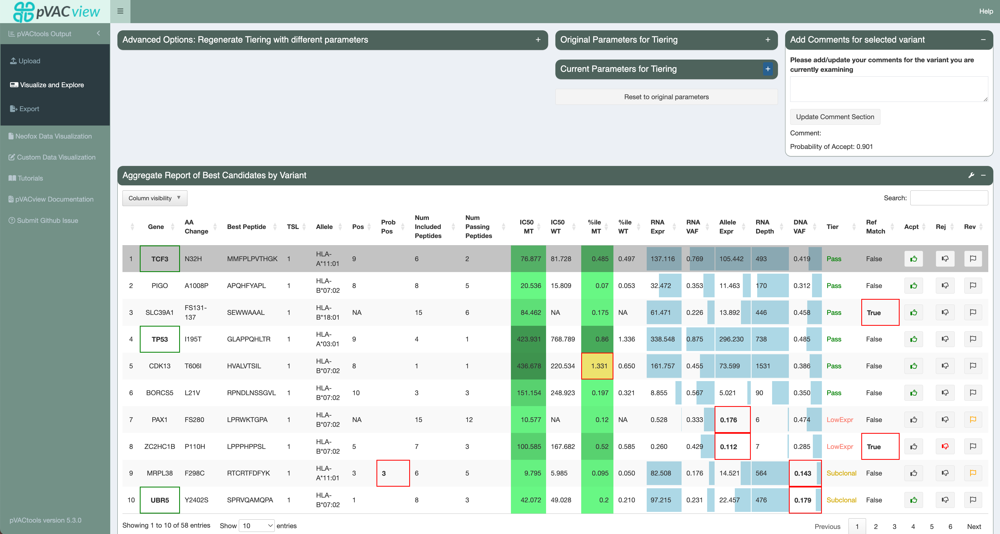 pVACview
Help
pVACtools Output
Upload
Visualize and Explore
Export
Neofox Data Visualization
Custom Data Visualization
Tutorials
pVACview Documentation
Submit Github Issue
pVACtools version 5.3.0
Advanced Options: Regenerate Tiering with different parameters +
Original Parameters for Tiering +
Current Parameters for Tiering +
Reset to original parameters
Add Comments for selected variant −
Please add/update your comments for the variant you are
currently examining
Update Comment Section
Comment:
Probability of Accept: 0.901
Aggregate Report of Best Candidates by Variant
Column visibility ▼
Search:
Gene AA Change Best Peptide TSL Allele Pos Prob Pos Num Included Peptides Num Passing Peptides IC50 MT IC50 WT %ile MT %ile WT RNA Expr RNA VAF Allele Expr RNA Depth DNA VAF Tier Ref Match Acpt Rej Rev
1 TCF3 N32H MMFPLPVTHGK 1 HLA-A*11:01 9 6 2 76.877 81.728 0.485 0.497 137.116 0.769 105.442 493 0.419 Pass False
2 PIGO A1008P APQHFYAPL 1 HLA-B*07:02 8 8 5 20.536 15.809 0.07 0.053 32.472 0.353 11.463 170 0.312 Pass False
3 SLC39A1 FS131-137 SEWWAAAL 1 HLA-B*18:01 NA 15 6 84.462 NA 0.175 NA 61.471 0.226 13.892 446 0.458 Pass True
4 TP53 I195T GLAPPQHLTR 1 HLA-A*03:01 9 4 1 423.931 768.789 0.86 1.336 338.548 0.875 296.230 738 0.485 Pass False
5 CDK13 T606I HVALVTSIL 1 HLA-B*07:02 8 1 1 436.678 220.534 1.331 0.650 161.757 0.455 73.599 1531 0.386 Pass False
6 BORCS5 L21V RPNDLNSSGVL 1 HLA-B*07:02 10 3 3 151.154 248.923 0.197 0.321 8.855 0.567 5.021 90 0.350 Pass False
7 PAX1 FS280 LPRWKTGPA 1 HLA-B*07:02 NA 15 12 10.577 NA 0.12 NA 0.528 0.333 0.176 6 0.474 LowExpr False
8 ZC2HC1B P110H LPPPHPPSL 1 HLA-B*07:02 5 7 3 100.585 167.682 0.52 0.585 0.260 0.429 0.112 7 0.285 LowExpr True
9 MRPL38 F298C RTCRTFDFYK 1 HLA-A*11:01 3 3 6 5 9.795 5.985 0.095 0.050 82.508 0.176 14.521 564 0.143 Subclonal False
10 UBR5 Y2402S SPRVQAMQPA 1 HLA-B*07:02 1 8 3 42.072 49.028 0.2 0.210 97.215 0.231 22.457 476 0.179 Subclonal False
Showing 1 to 10 of 58 entries Show 10 entries
Previous 1 2 3 4 5 6 Next